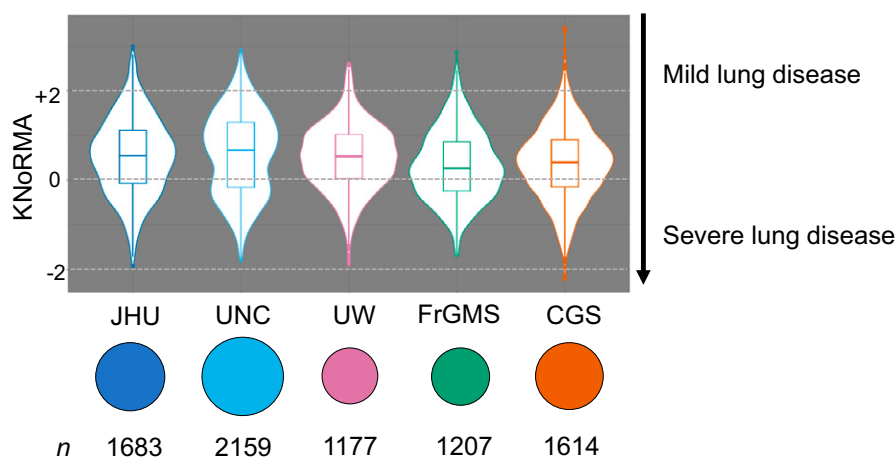 KNoRMA
+2
0
-2
Mild lung disease
Severe lung disease
JHU UNC UW FrGMS CGS
n 1683 2159 1177 1207 1614